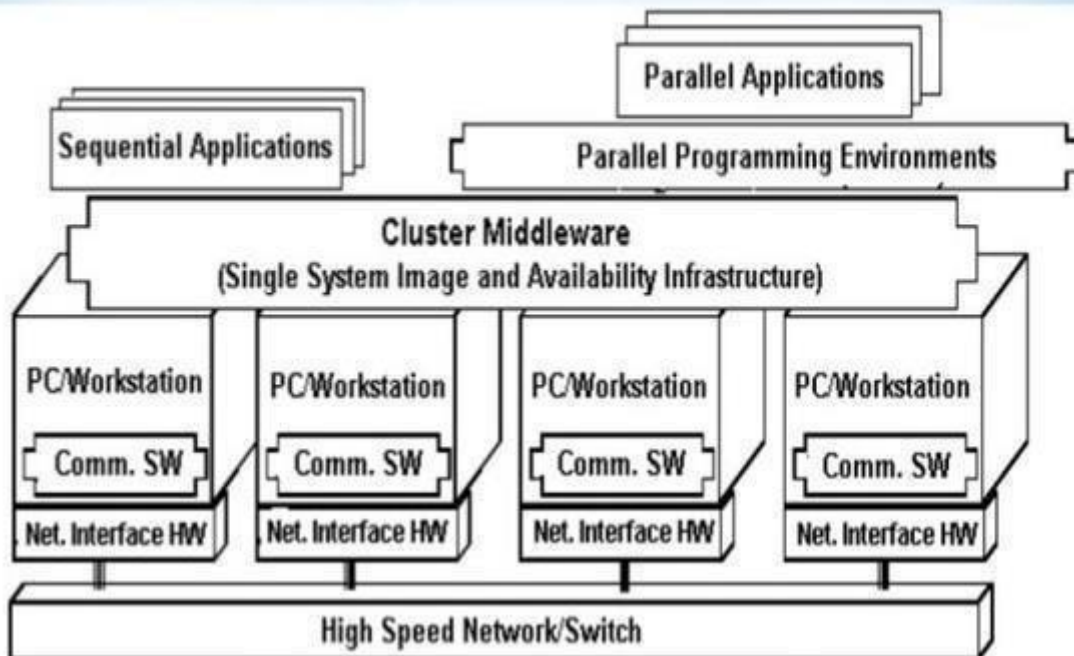 Parallel Applications
Sequential Applications
Parallel Programming Environments
Cluster Middleware
(Single System Image and Availability Infrastructure)
PC/Workstation
PC/Workstation
PC/Workstation
PC/Workstation
Comm. SW
Comm. SW
Comm. SW
Comm. SW
Net. Interface HW
Net. Interface HW
Net. Interface HW
Net. Interface HW
High Speed Network/Switch